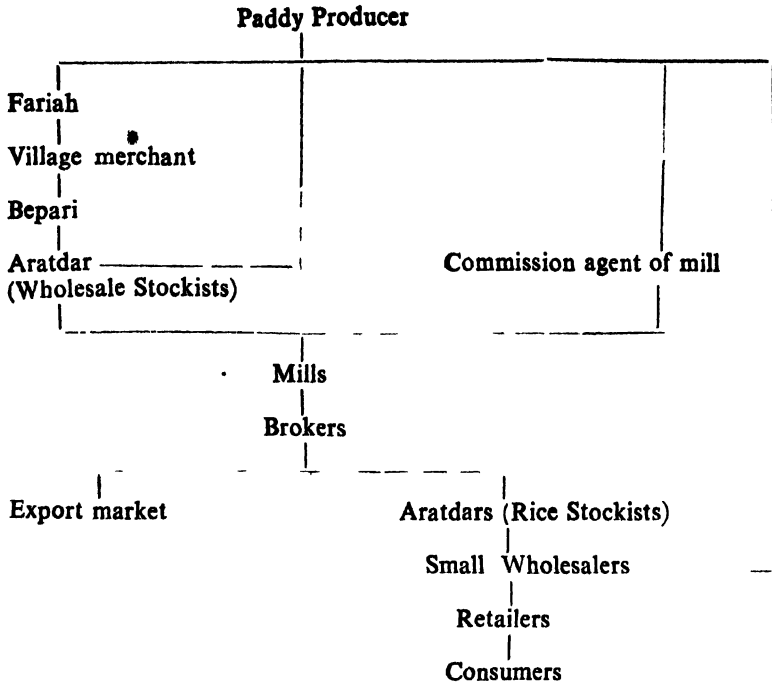 Paddy Producer
Fariah
Village merchant
Bepari
Aratdar
(Wholesale Stockists)
Commission agent of mill
Mills
Brokers
Export market
Aratdars (Rice Stockists)
Small Wholesalers
Retailers
Consumers